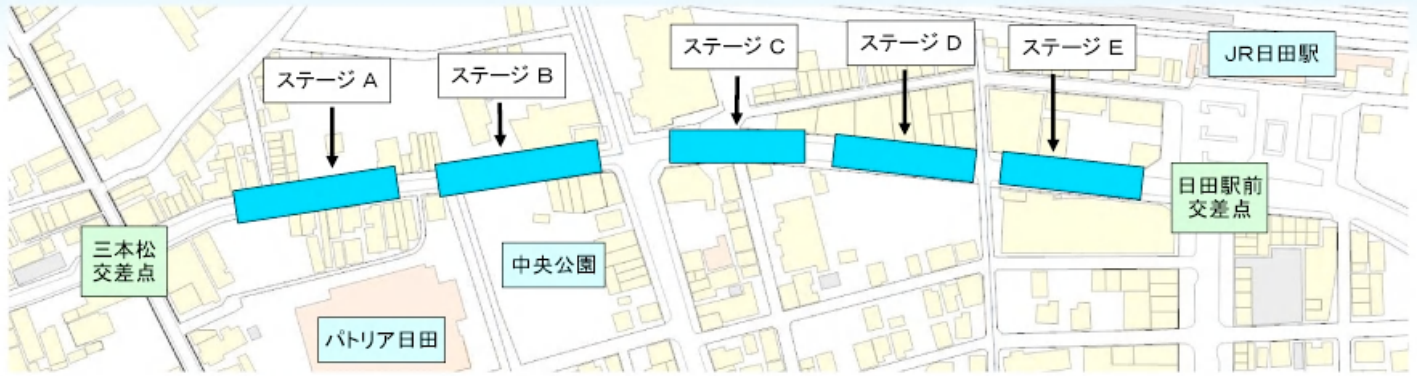 ステージ A
ステージ B
ステージ C
ステージ D
ステージ E
JR日田駅
日田駅前
交差点
三本松
交差点
中央公園
パトリア日田